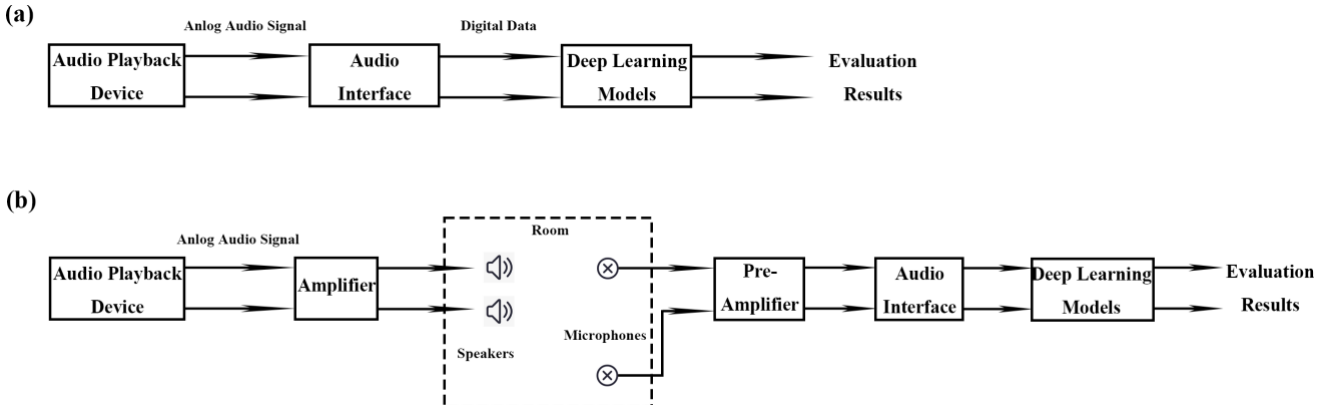 (a)
Anlog Audio Signal
Digital Data
Audio Playback
Device
Audio
Interface
Deep Learning
Models
Evaluation
Results
(b)
Anlog Audio Signal
Room
Audio Playback
Device
Amplifier
Speakers
Microphones
Pre-
Amplifier
Audio
Interface
Deep Learning
Models
Evaluation
Results